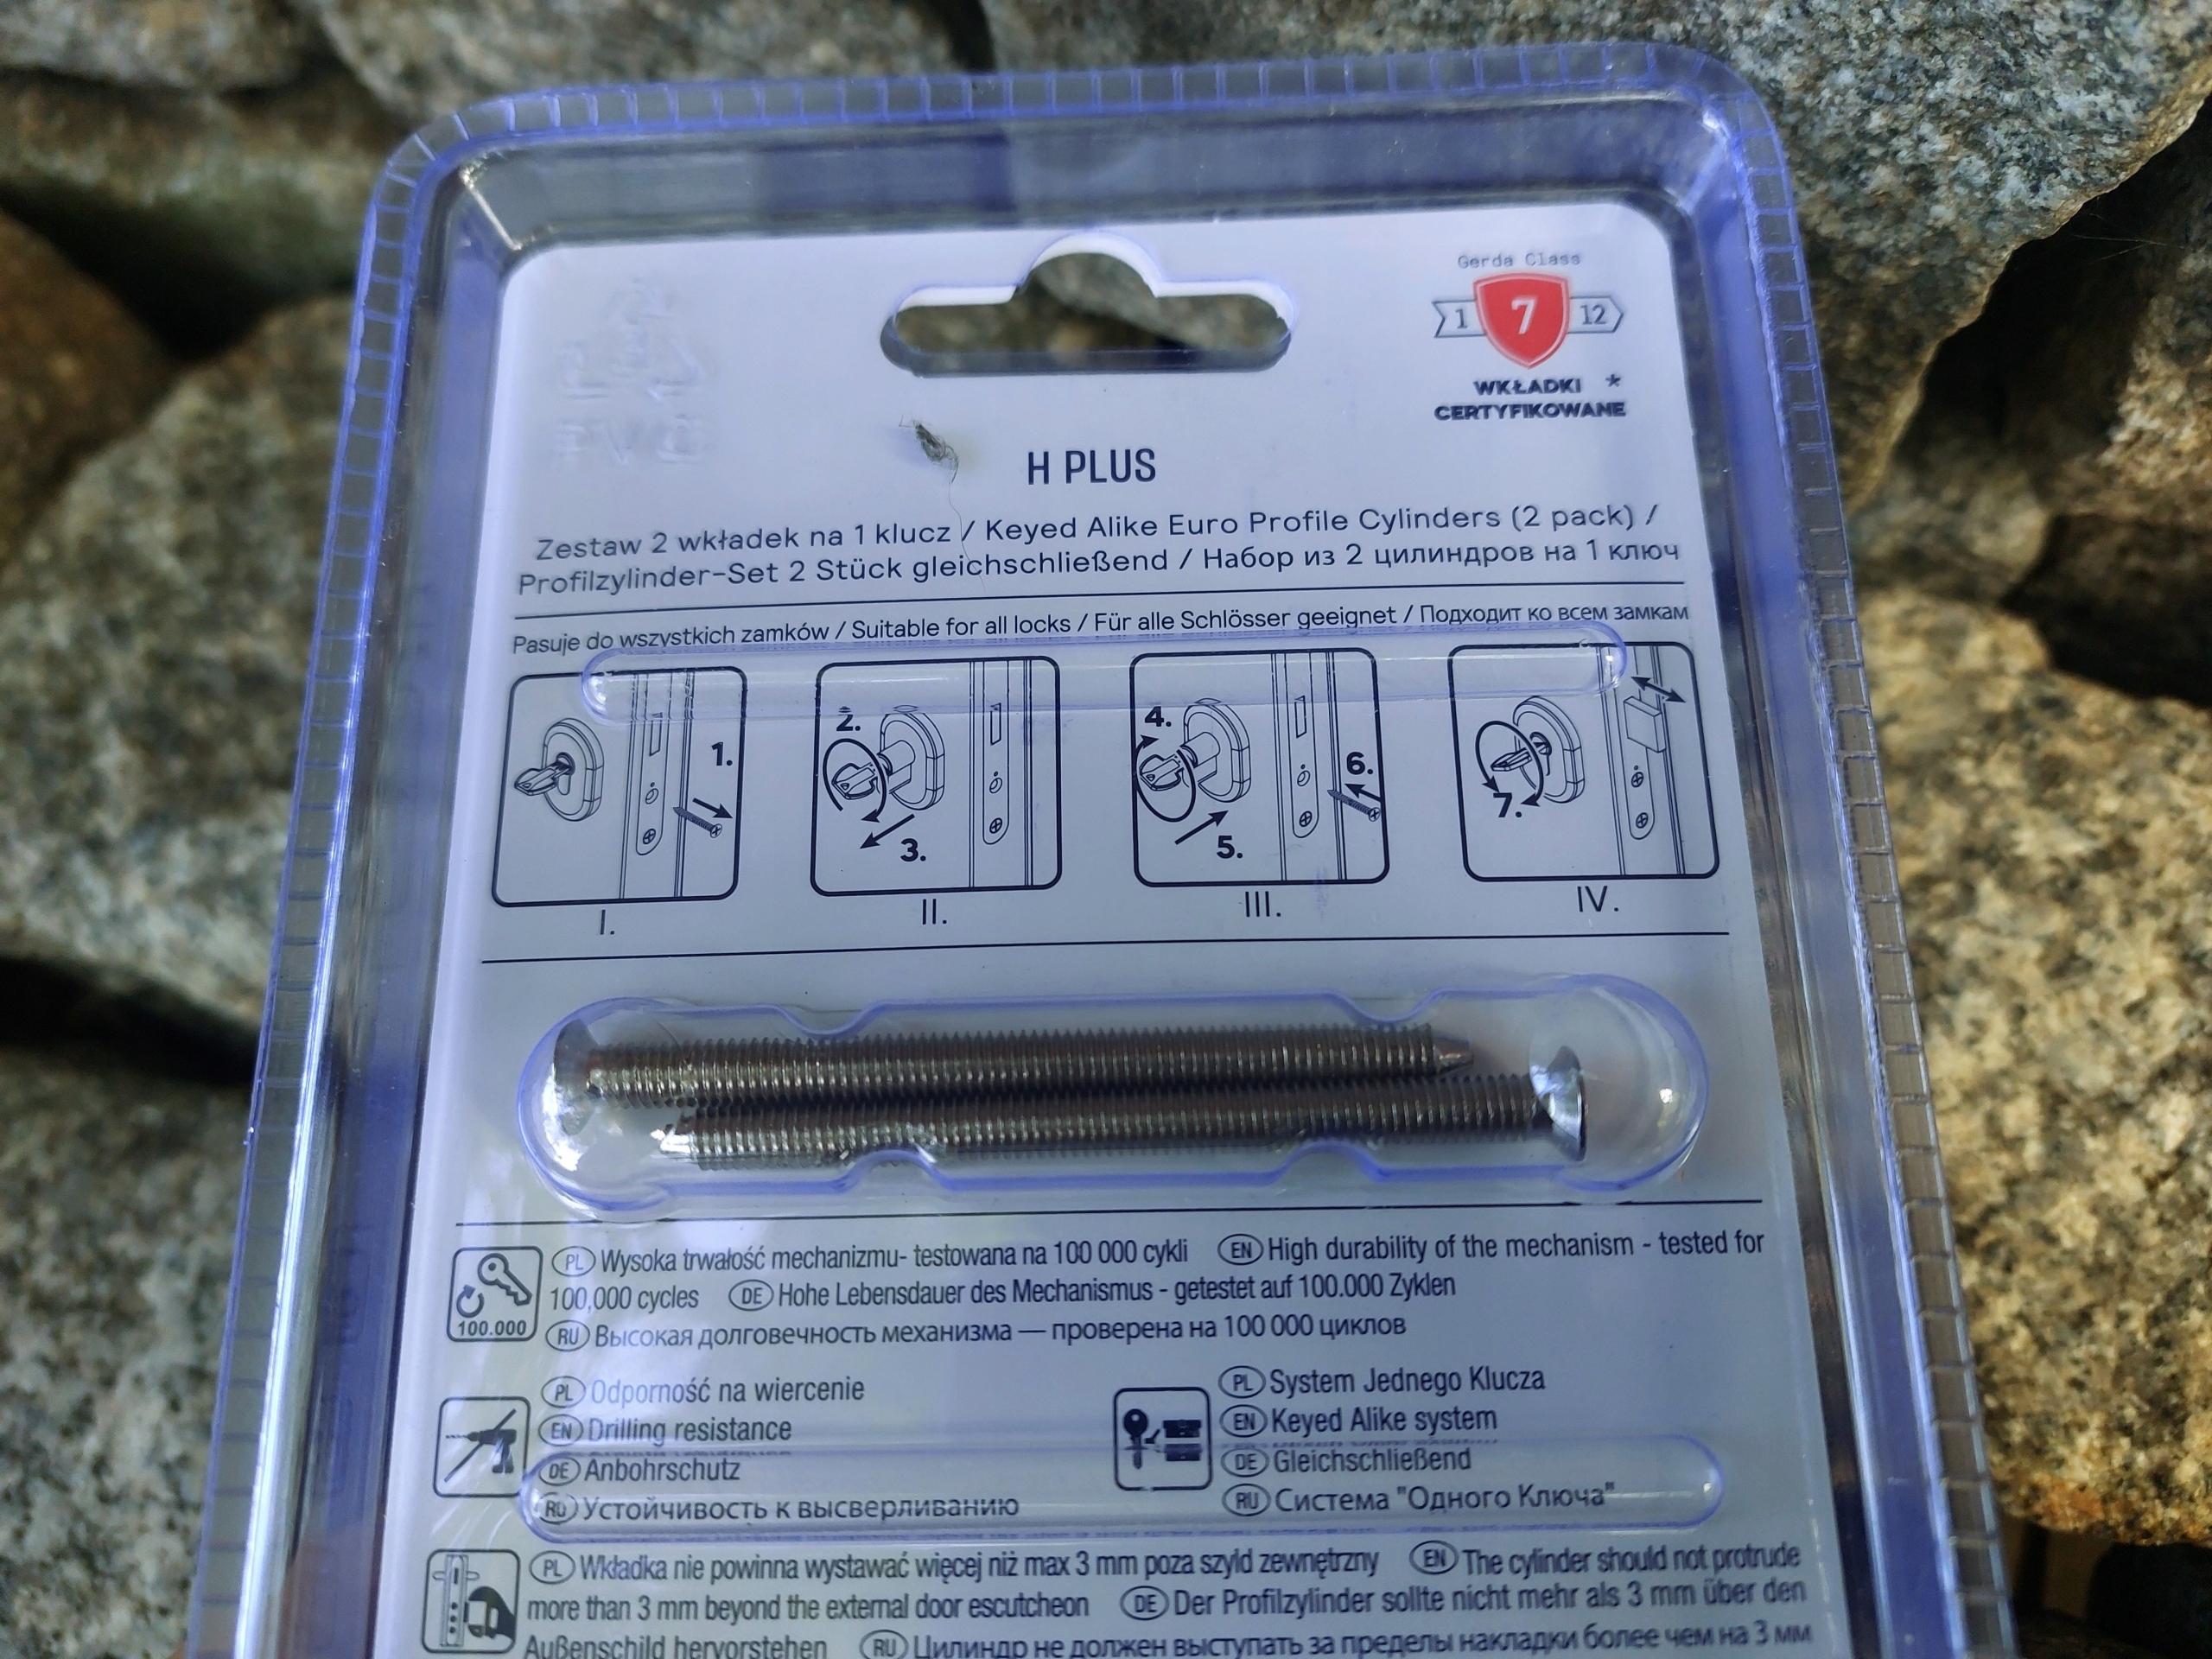 Gerda Class
1 7 12
WKŁADKI *
CERTYFIKOWANE
H PLUS
Zestaw 2 wkładek na 1 klucz / Keyed Alike Euro Profile Cylinders (2 pack) /
Profilzylinder-Set 2 Stück gleichschließend / Набор из 2 цилиндров на 1 ключ
Pasuje do wszystkich zamków / Suitable for all locks / Für alle Schlösser geeignet / Подходит ко всем замкам
1.
2.
3.
4.
5.
6.
7.
I.
II.
III.
IV.
PL Wysoka trwałość mechanizmu- testowana na 100 000 cykli EN High durability of the mechanism - tested for
100,000 cycles DE Hohe Lebensdauer des Mechanismus - getestet auf 100.000 Zyklen
RU Высокая долговечность механизма — проверена на 100 000 циклов
100.000
PL Odporność na wiercenie
EN Drilling resistance
DE Anbohrschutz
RU Устойчивость к высверливанию
PL System Jednego Klucza
EN Keyed Alike system
DE Gleichschließend
RU Система "Одного Ключа"
PL Wkładka nie powinna wystawać więcej niż max 3 mm poza szyld zewnętrzny EN The cylinder should not protrude
more than 3 mm beyond the external door escutcheon DE Der Profilzylinder sollte nicht mehr als 3 mm über den
Außenschild hervorstehen RU Цилиндр не должен выступать за пределы накладки более чем на 3 мм